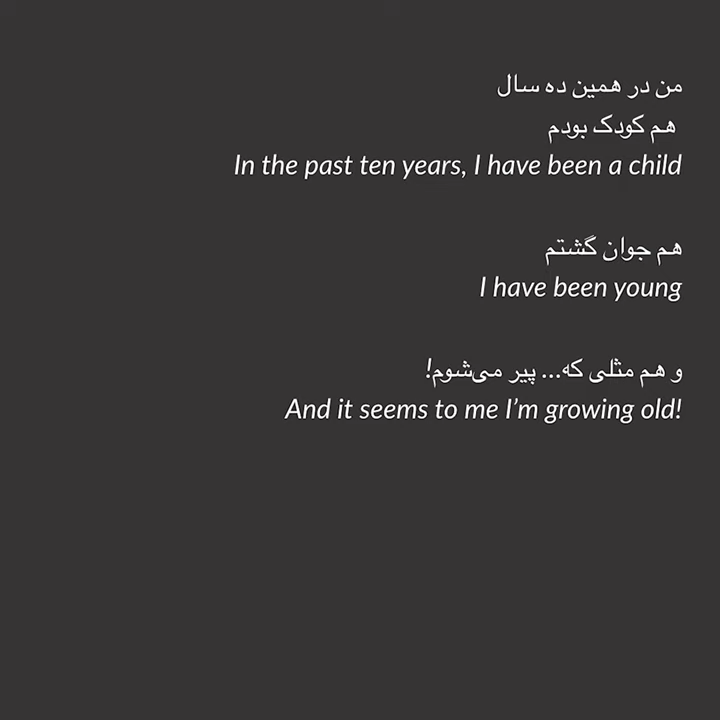 من در همین ده سال
هم کودک بودم
In the past ten years, I have been a child
هم جوان گشتم
I have been young
و هم مثلی که... پیر می‌شوم!
And it seems to me I’m growing old!